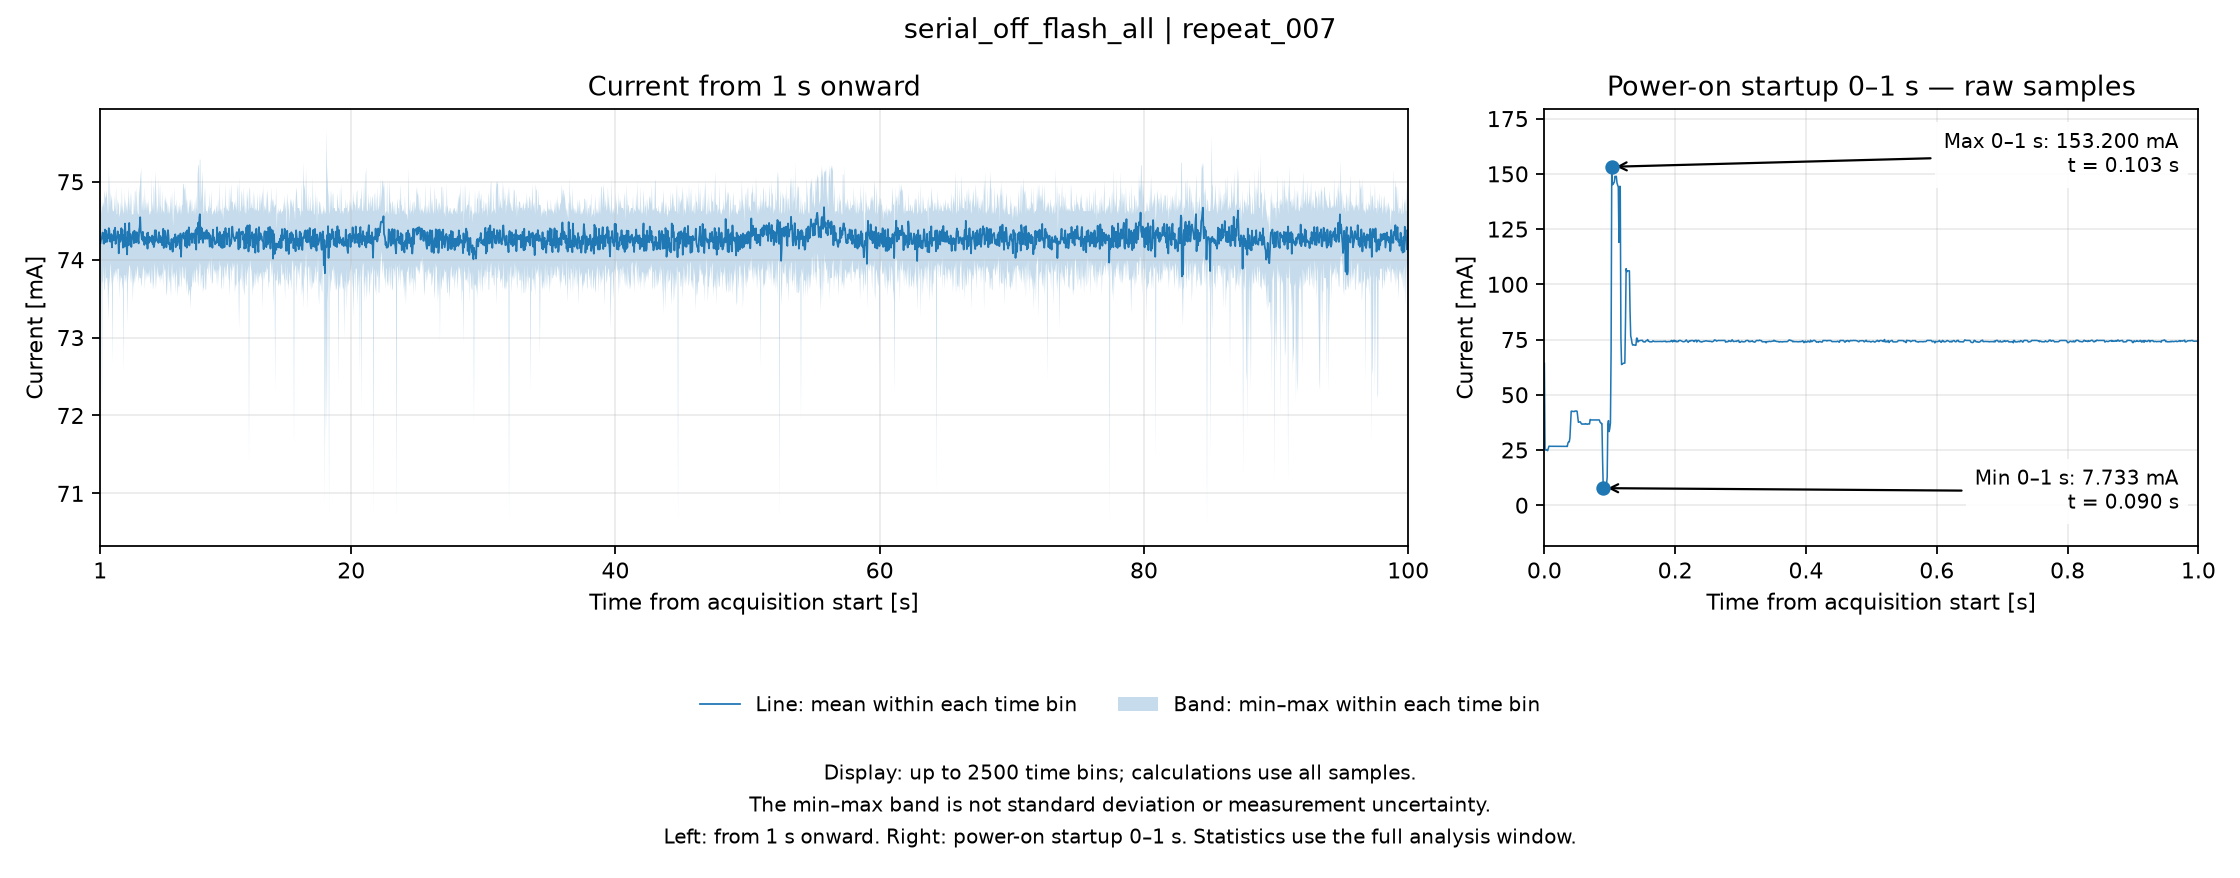 serial_off_flash_all | repeat_007
Current from 1 s onward
Current [mA]
75
74
73
72
71
1
20
40
60
80
100
Time from acquisition start [s]
Power-on startup 0–1 s — raw samples
Current [mA]
175
150
125
100
75
50
25
0
Max 0–1 s: 153.200 mA
t = 0.103 s
Min 0–1 s: 7.733 mA
t = 0.090 s
0.0
0.2
0.4
0.6
0.8
1.0
Time from acquisition start [s]
Line: mean within each time bin
Band: min–max within each time bin
Display: up to 2500 time bins; calculations use all samples.
The min–max band is not standard deviation or measurement uncertainty.
Left: from 1 s onward. Right: power-on startup 0–1 s. Statistics use the full analysis window.